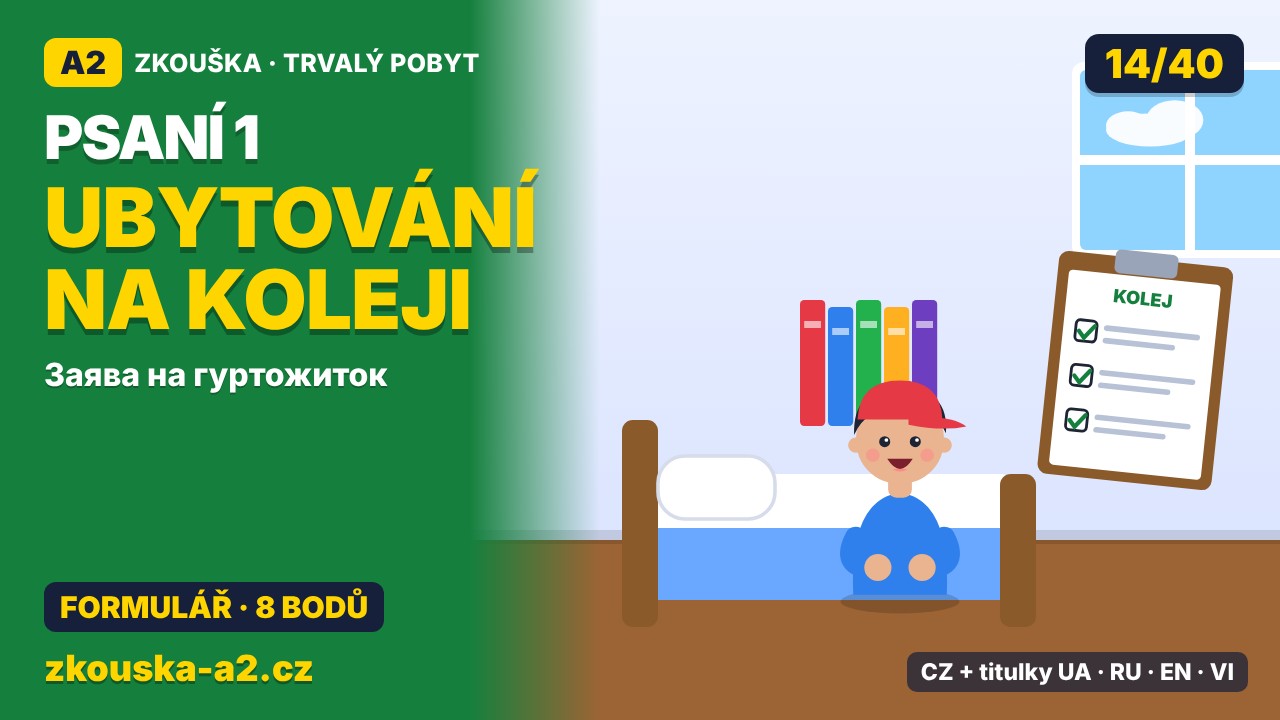 A2 ZKOUŠKA · TRVALÝ POBYT
14/40
PSANÍ 1
UBYTOVÁNÍ
NA KOLEJI
Заява на гуртожиток
KOLEJ
FORMULÁŘ · 8 BODŮ
zkouska-a2.cz
CZ + titulky UA · RU · EN · VI